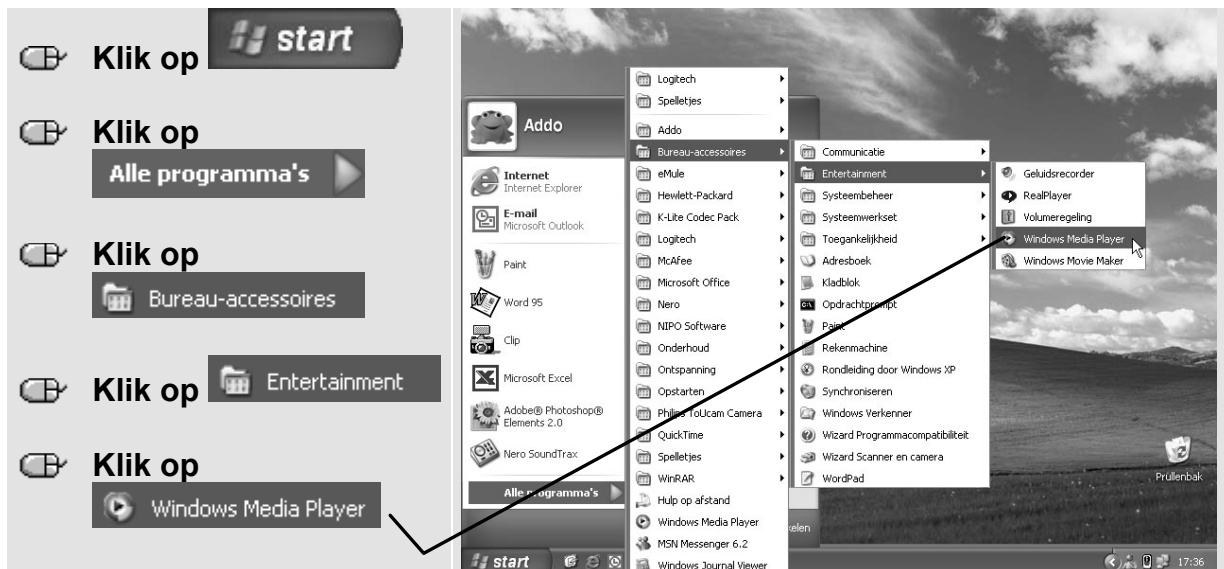 Klik op start
Klik op
Alle programma's
Klik op
Bureau-accessoires
Klik op Entertainment
Klik op
Windows Media Player
Addo
Internet
Internet Explorer
E-mail
Microsoft Outlook
Paint
Word 95
Clip
Microsoft Excel
Adobe® Photoshop®
Elements 2.0
Nero SoundTrax
Alle programma's
start
Logitech
Spelletjes
Addo
Bureau-accessoires
eMule
Hewlett-Packard
K-Lite Codec Pack
Logitech
McAfee
Microsoft Office
Nero
NIPO Software
Onderhoud
Ontspanning
Opstarten
Philips ToUcam Camera
QuickTime
Spelletjes
WinRAR
Hulp op afstand
Windows Media Player
MSN Messenger 6.2
Windows Journal Viewer
Communicatie
Entertainment
Systeembeheer
Systeemwerkset
Toegankelijkheid
Adresboek
Kladblok
Opdrachtprompt
Paint
Rekenmachine
Rondleiding door Windows XP
Synchroniseren
Windows Verkenner
Wizard Programmacompatibiliteit
Wizard Scanner en camera
WordPad
Geluidsrecorder
RealPlayer
Volumeregeling
Windows Media Player
Windows Movie Maker
Prullenbak
kelen
17:36